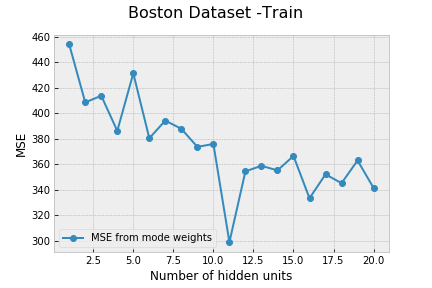 Boston Dataset -Train
460
440
420
400
380
360
340
320
300
MSE
MSE from mode weights
2.5 5.0 7.5 10.0 12.5 15.0 17.5 20.0
Number of hidden units